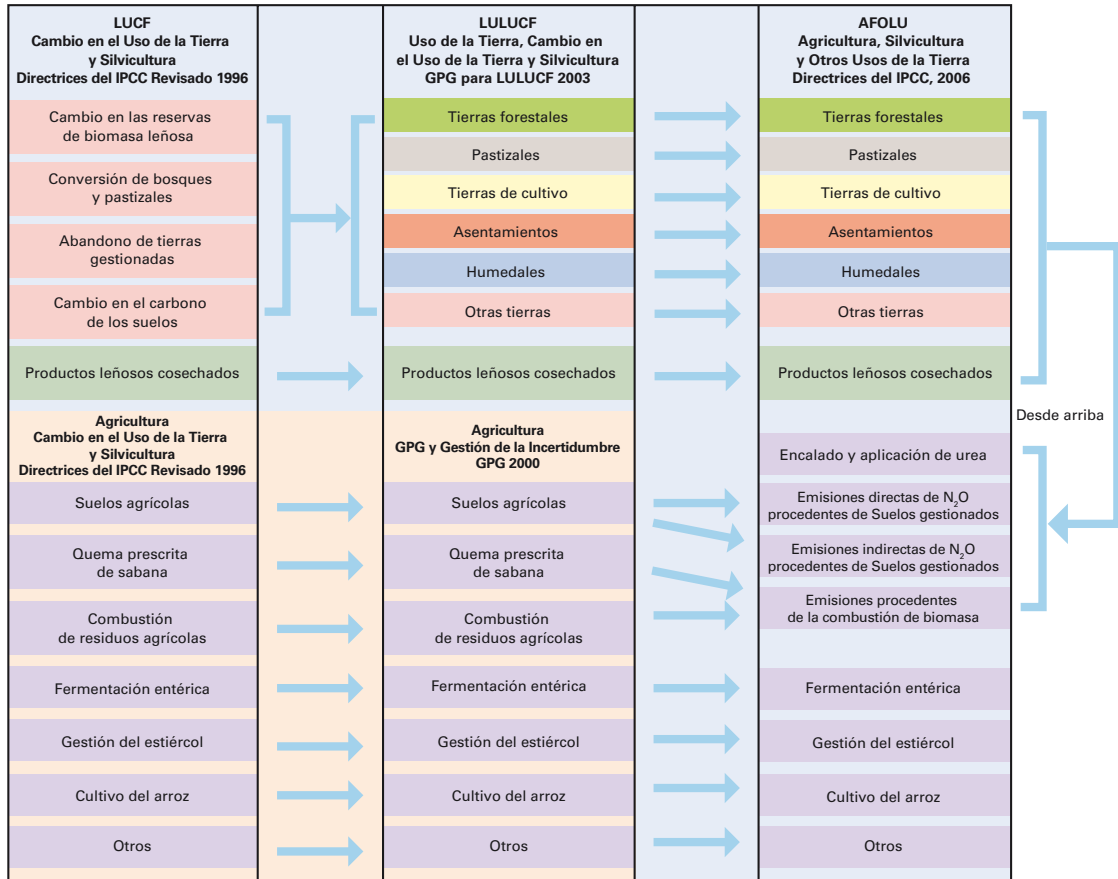 LUCF
Cambio en el Uso de la Tierra
y Silvicultura
Directrices del IPCC Revisado 1996
Cambio en las reservas
de biomasa leñosa
Conversión de bosques
y pastizales
Abandono de tierras
gestionadas
Cambio en el carbono
de los suelos
Productos leñosos cosechados
Agricultura
Cambio en el Uso de la Tierra
y Silvicultura
Directrices del IPCC Revisado 1996
Suelos agrícolas
Quema prescrita
de sabana
Combustión
de residuos agrícolas
Fermentación entérica
Gestión del estiércol
Cultivo del arroz
Otros
LULUCF
Uso de la Tierra, Cambio en
el Uso de la Tierra y Silvicultura
GPG para LULUCF 2003
Tierras forestales
Pastizales
Tierras de cultivo
Asentamientos
Humedales
Otras tierras
Productos leñosos cosechados
Agricultura
GPG y Gestión de la Incertidumbre
GPG 2000
Suelos agrícolas
Quema prescrita
de sabana
Combustión
de residuos agrícolas
Fermentación entérica
Gestión del estiércol
Cultivo del arroz
Otros
AFOLU
Agricultura, Silvicultura
y Otros Usos de la Tierra
Directrices del IPCC, 2006
Tierras forestales
Pastizales
Tierras de cultivo
Asentamientos
Humedales
Otras tierras
Productos leñosos cosechados
Encalado y aplicación de urea
Emisiones directas de N₂O
procedentes de Suelos gestionados
Emisiones indirectas de N₂O
procedentes de Suelos gestionados
Emisiones procedentes
de la combustión de biomasa
Fermentación entérica
Gestión del estiércol
Cultivo del arroz
Otros
Desde arriba